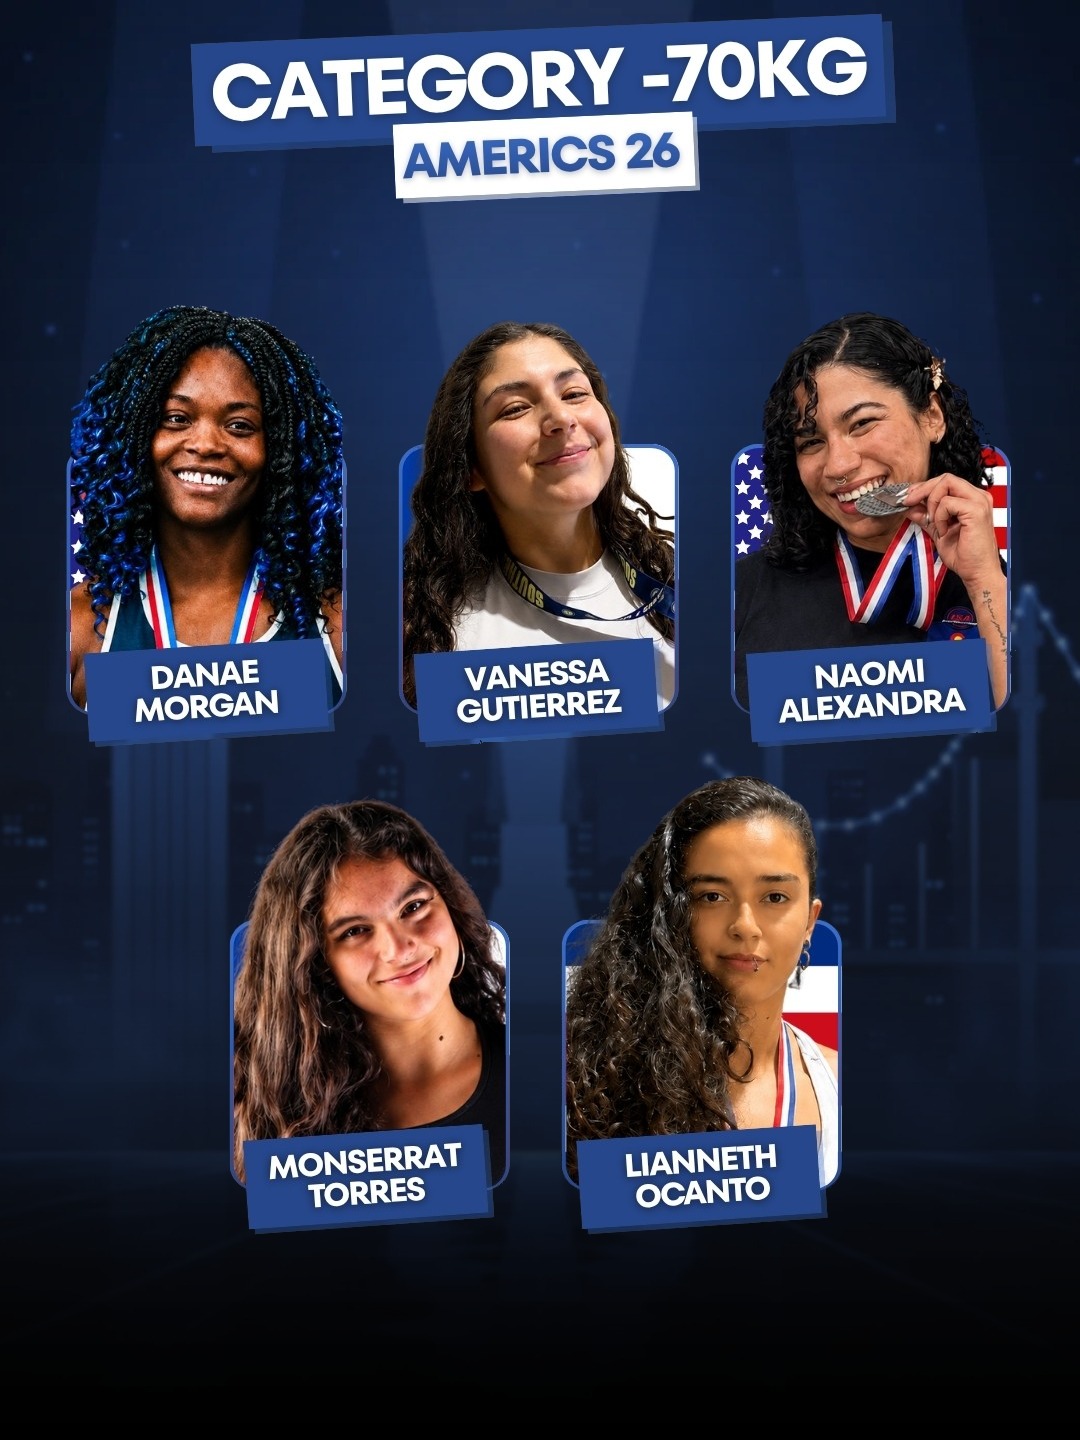 CATEGORY -70KG
AMERICS 26
DANAE
MORGAN
VANESSA
GUTIERREZ
NAOMI
ALEXANDRA
MONSERRAT
TORRES
LIANNETH
OCANTO